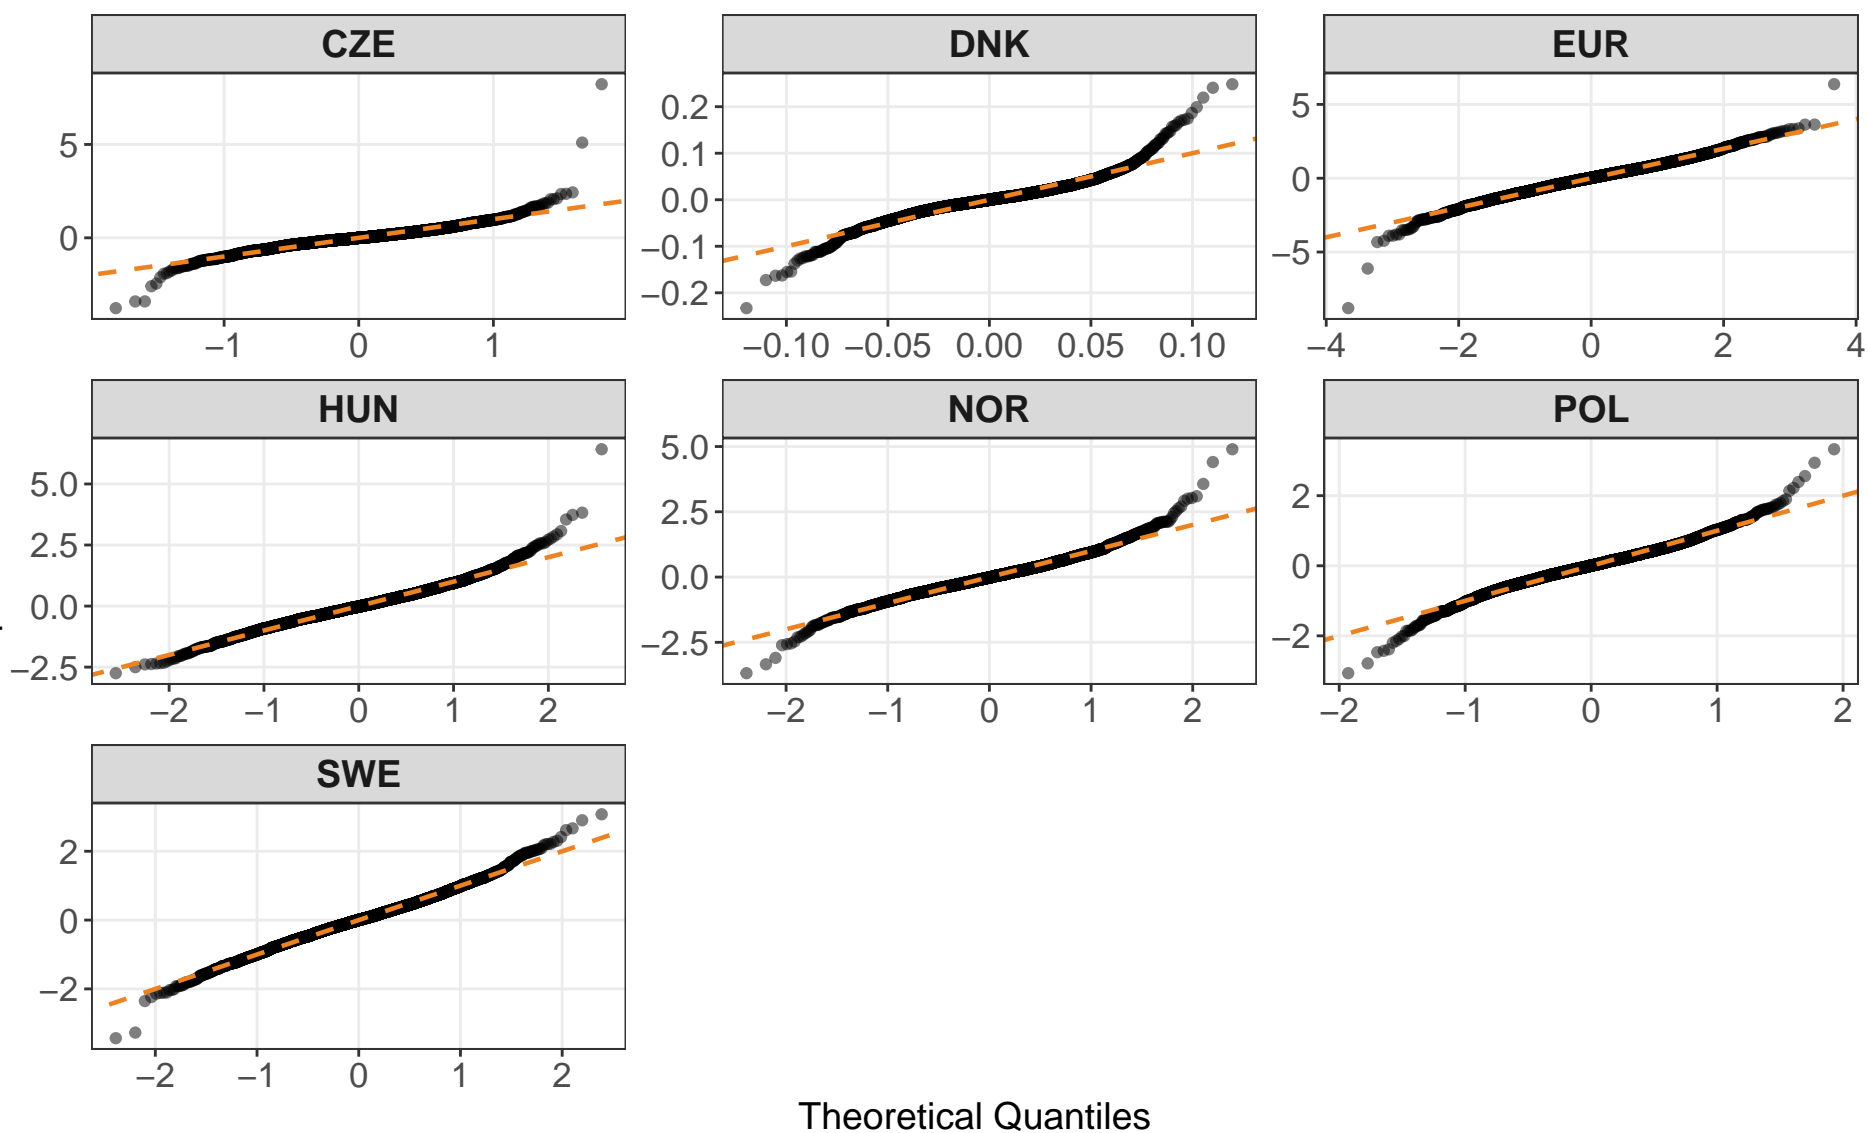 CZE DNK EUR
5 0.2 5
0.1
0 0.0 0
−0.1
−0.2 −5
−1 0 1 −0.10 −0.05 0.00 0.05 0.10 −4 −2 0 2 4
HUN NOR POL
5.0 5.0 2
2.5 2.5
0.0 0.0 0
−2.5 −2.5 −2
−2 −1 0 1 2 −2 −1 0 1 2 −2 −1 0 1 2
SWE
2
0
−2
−2 −1 0 1 2
Theoretical Quantiles